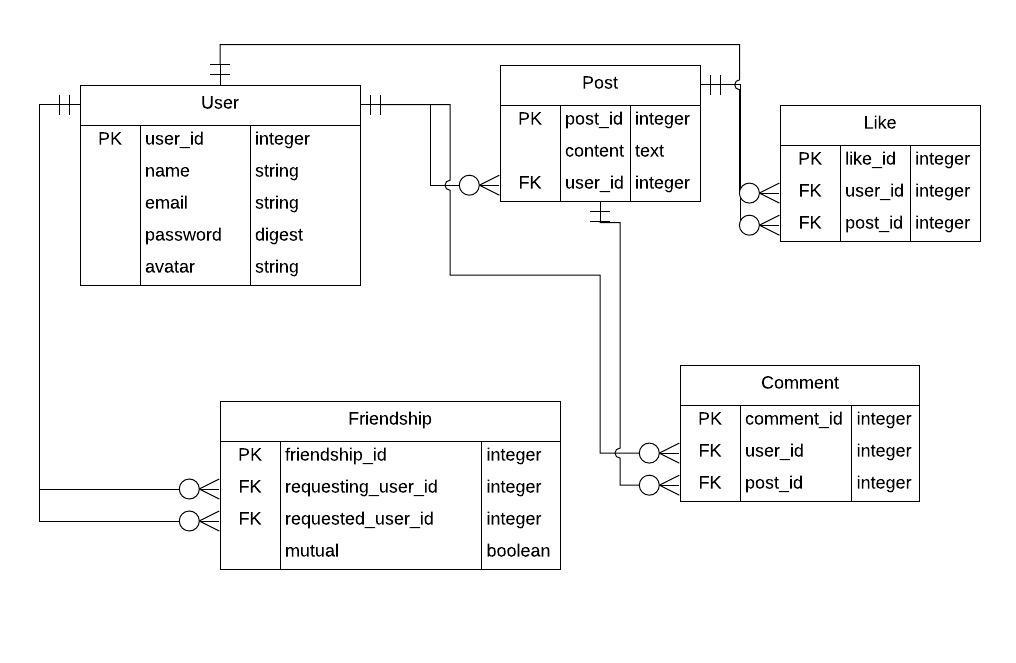 User
PK user_id integer
name string
email string
password digest
avatar string
Post
PK post_id integer
content text
FK user_id integer
Like
PK like_id integer
FK user_id integer
FK post_id integer
Friendship
PK friendship_id integer
FK requesting_user_id integer
FK requested_user_id integer
mutual boolean
Comment
PK comment_id integer
FK user_id integer
FK post_id integer